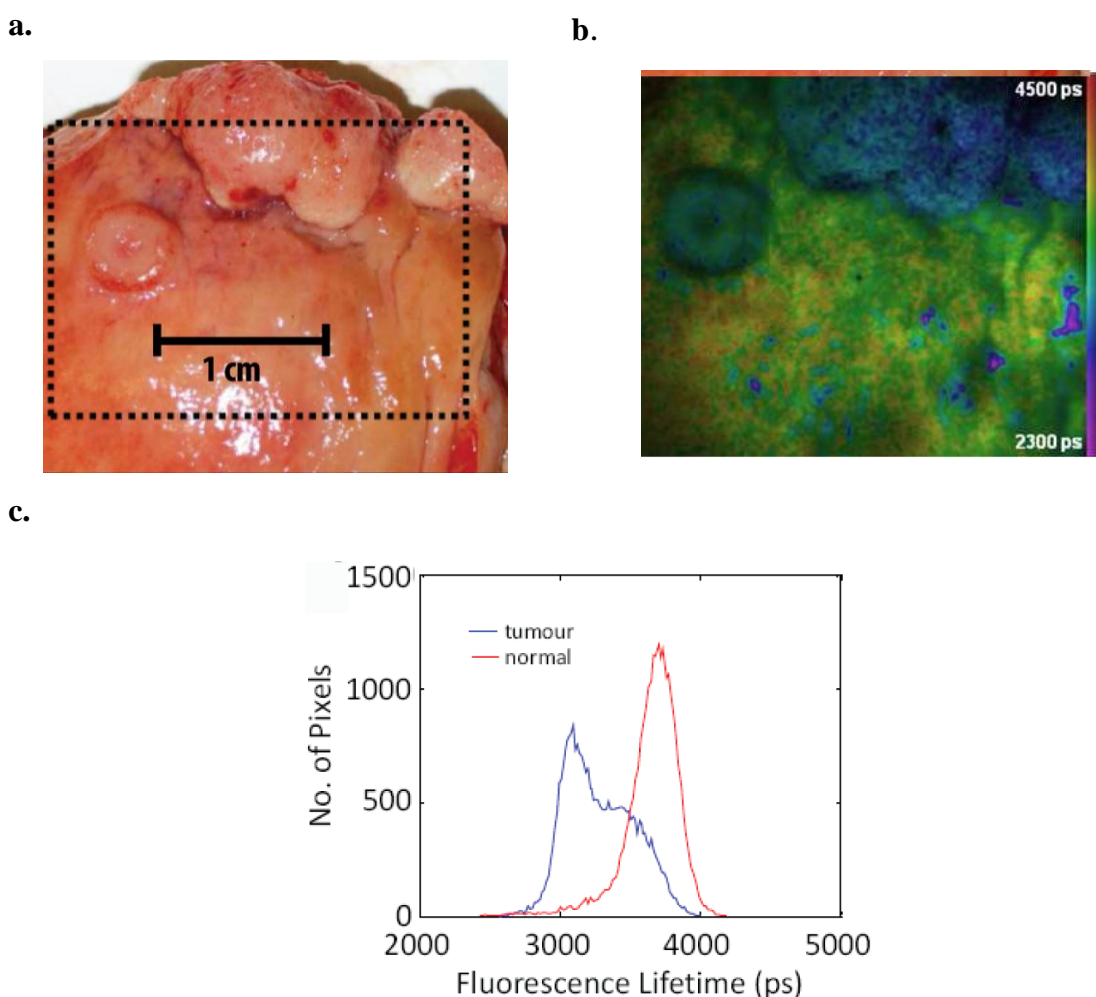 a.
b.
1 cm
4500 ps
2300 ps
c.
1500
1000
500
0
No. of Pixels
tumour
normal
2000 3000 4000 5000
Fluorescence Lifetime (ps)